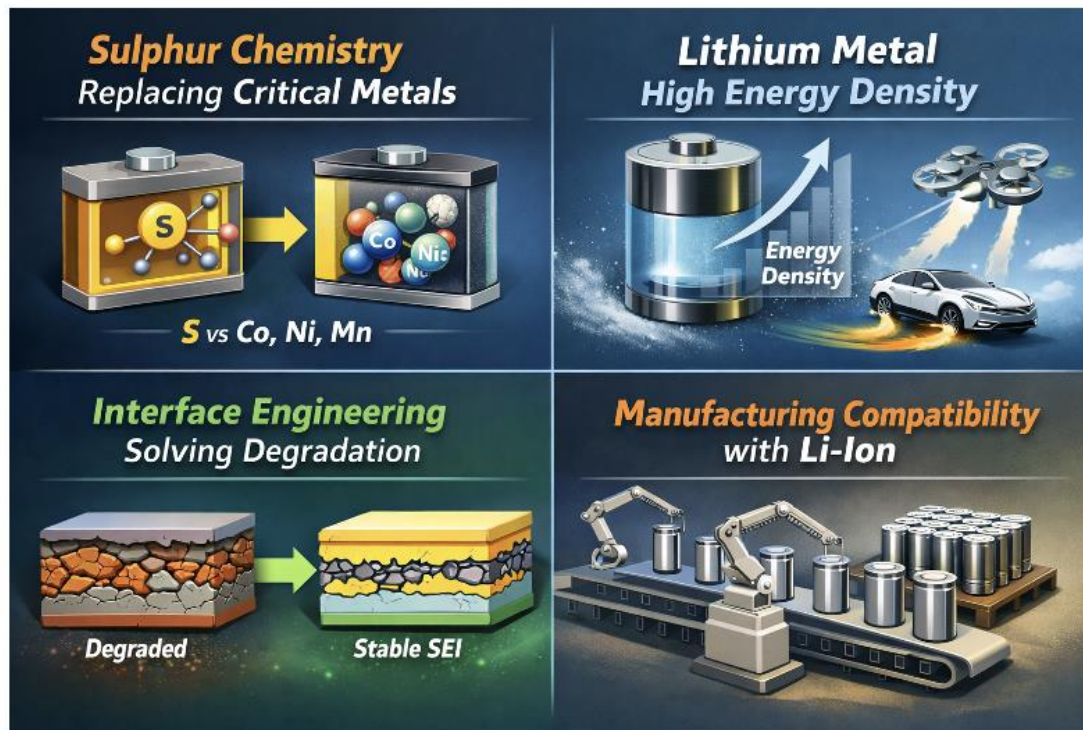 Sulphur Chemistry
Replacing Critical Metals
S
Co
Ni:
S vs Co, Ni, Mn
Lithium Metal
High Energy Density
Energy
Density
Interface Engineering
Solving Degradation
Degraded
Stable SEI
Manufacturing Compatibility
with Li-Ion